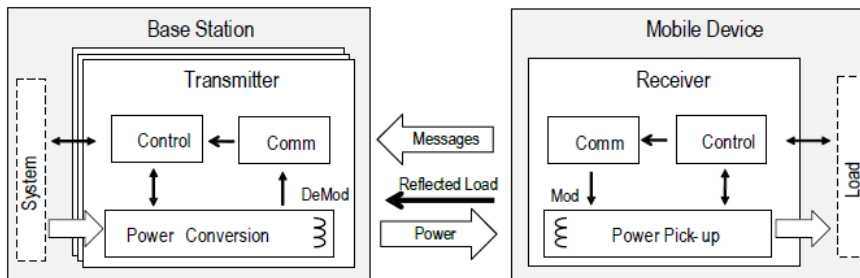 Base Station
Mobile Device
Transmitter
Receiver
System
Control
Comm
Messages
Comm
Control
Load
DeMod
Reflected Load
Mod
Power Conversion
Power
Power Pick-up